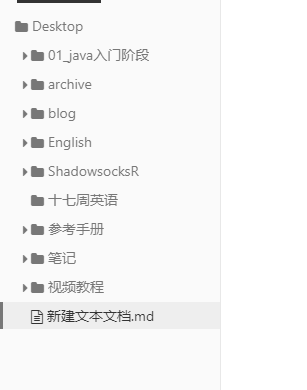 Desktop
01_java入门阶段
archive
blog
English
ShadowsocksR
十七周英语
参考手册
笔记
视频教程
新建文本文档.md